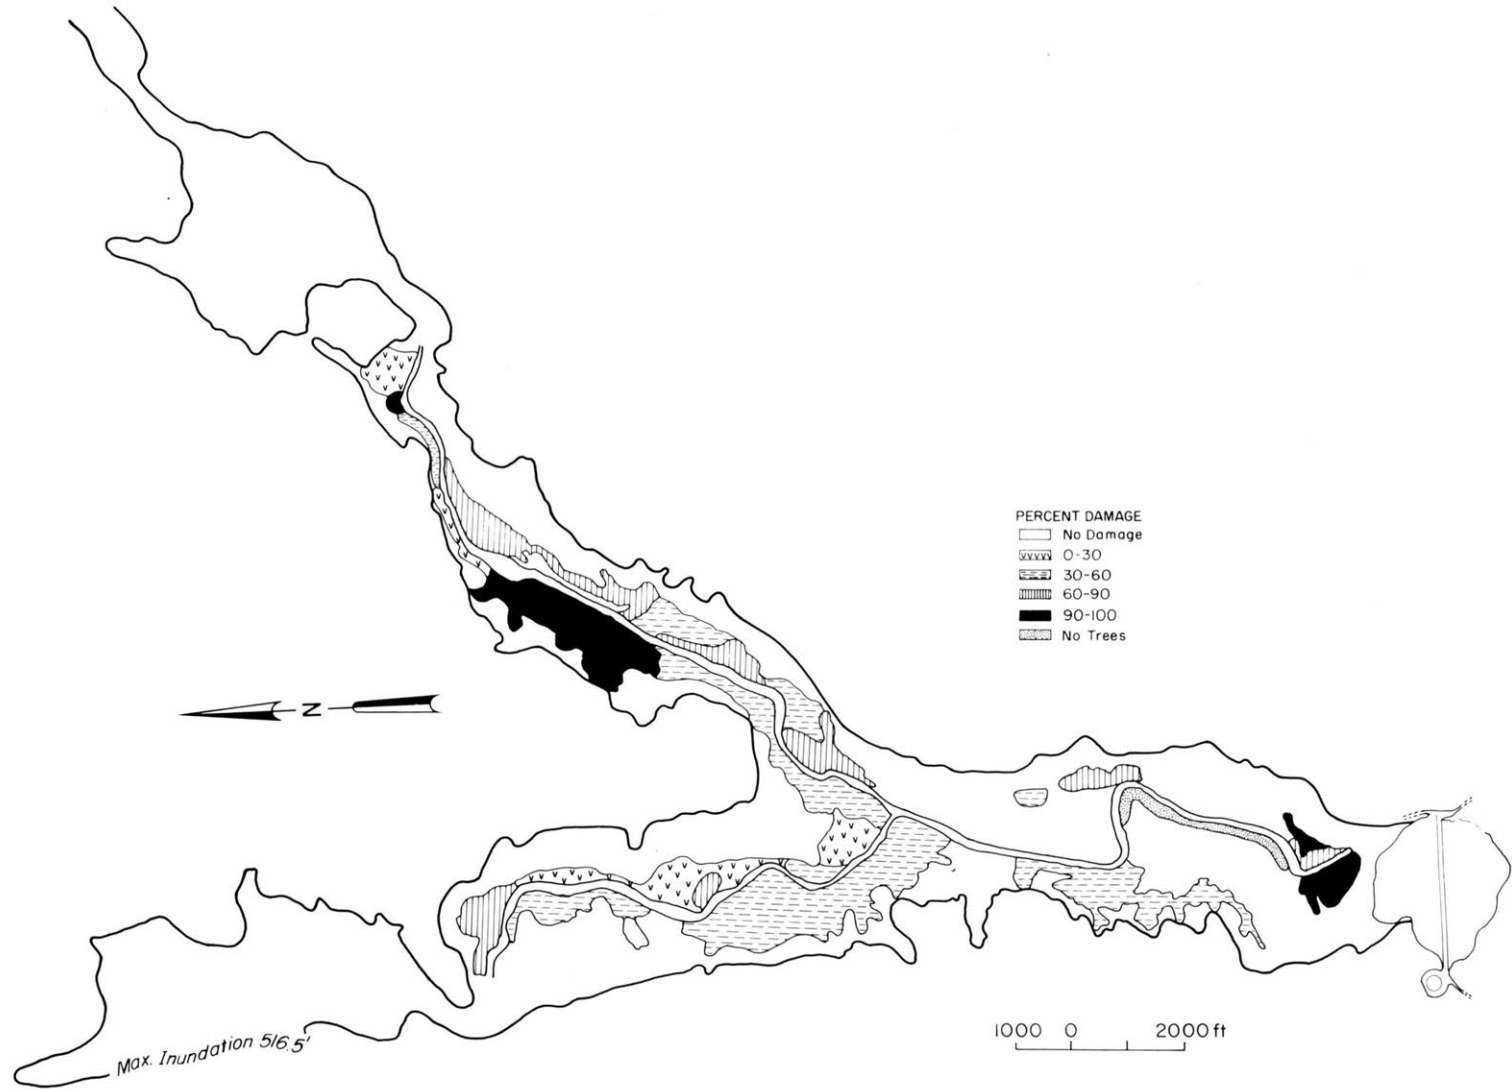 PERCENT DAMAGE
No Damage
0-30
30-60
60-90
90-100
No Trees
N
Max. Inundation 516.5'
1000 0 2000 ft